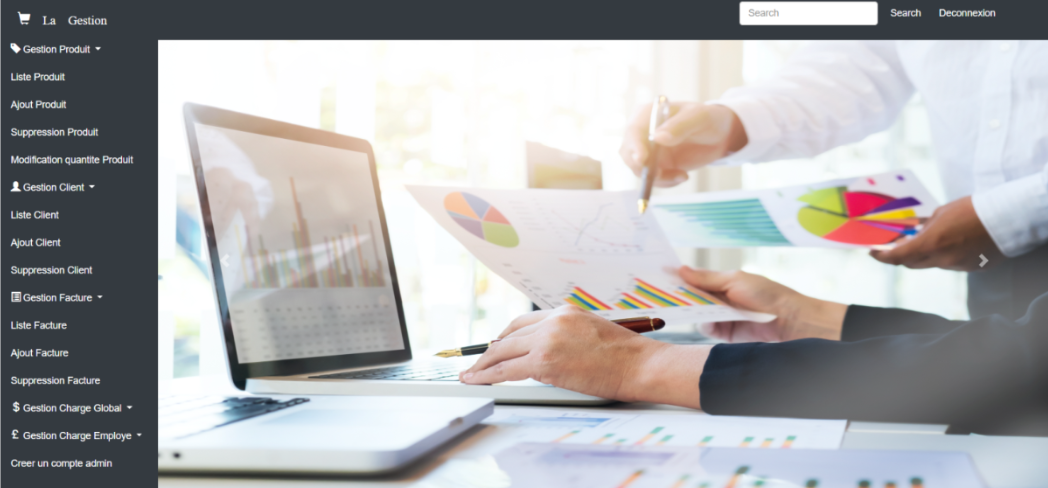 La Gestion
Search
Search
Deconnexion
Gestion Produit
Liste Produit
Ajout Produit
Suppression Produit
Modification quantite Produit
Gestion Client
Liste Client
Ajout Client
Suppression Client
Gestion Facture
Liste Facture
Ajout Facture
Suppression Facture
$ Gestion Charge Global
£ Gestion Charge Employe
Creer un compte admin